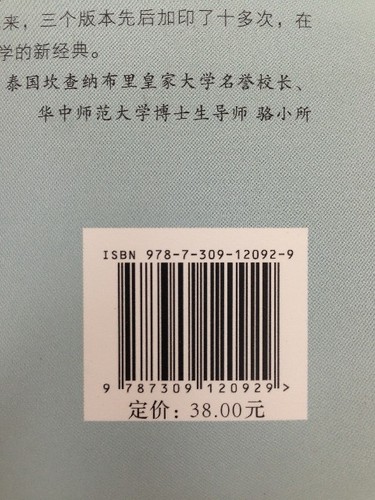 来，三个版本先后加印了十多次，在
学的新经典。
泰国坎查纳布里皇家大学名誉校长、
华中师范大学博士生导师 骆小所
ISBN 978-7-309-12092-9
9 787309 120929 >
定价：38.00元